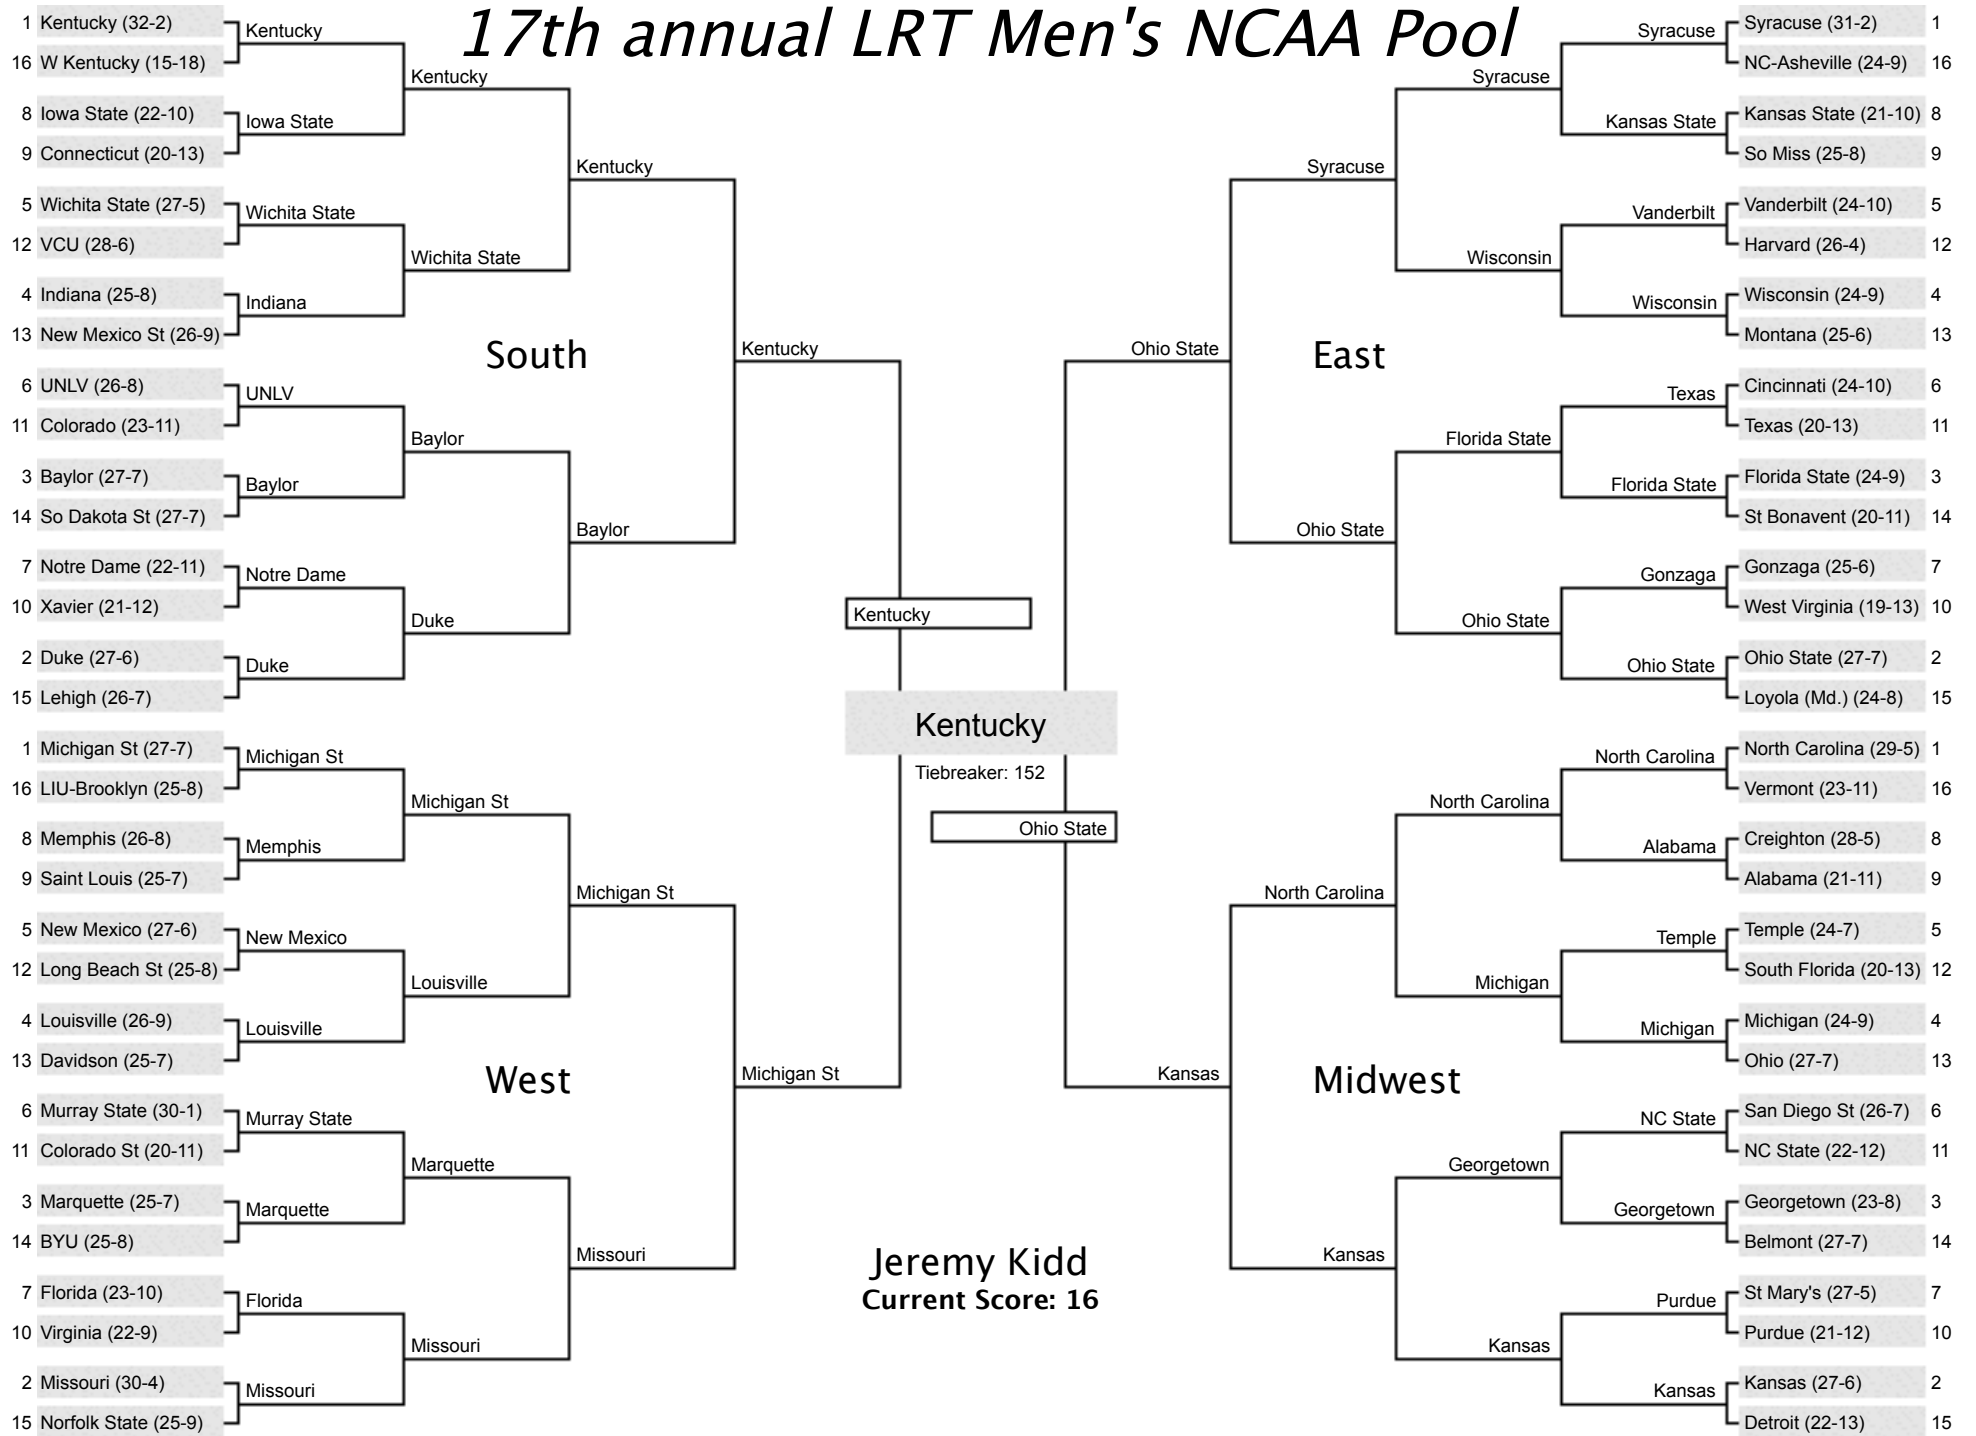 17th annual LRT Men's NCAA Pool
1 Kentucky (32-2)
16 W Kentucky (15-18)
8 Iowa State (22-10)
9 Connecticut (20-13)
5 Wichita State (27-5)
12 VCU (28-6)
4 Indiana (25-8)
13 New Mexico St (26-9)
6 UNLV (26-8)
11 Colorado (23-11)
3 Baylor (27-7)
14 So Dakota St (27-7)
7 Notre Dame (22-11)
10 Xavier (21-12)
2 Duke (27-6)
15 Lehigh (26-7)
Kentucky
Iowa State
Wichita State
Indiana
UNLV
Baylor
Notre Dame
Duke
Kentucky
Wichita State
Baylor
Duke
Kentucky
Baylor
Kentucky
South
1 Michigan St (27-7)
16 LIU-Brooklyn (25-8)
8 Memphis (26-8)
9 Saint Louis (25-7)
5 New Mexico (27-6)
12 Long Beach St (25-8)
4 Louisville (26-9)
13 Davidson (25-7)
6 Murray State (30-1)
11 Colorado St (20-11)
3 Marquette (25-7)
14 BYU (25-8)
7 Florida (23-10)
10 Virginia (22-9)
2 Missouri (30-4)
15 Norfolk State (25-9)
Michigan St
Memphis
New Mexico
Louisville
Murray State
Marquette
Florida
Missouri
Michigan St
Louisville
Marquette
Missouri
Michigan St
Missouri
Michigan St
West
Kentucky
Kentucky
Tiebreaker: 152
Ohio State
Jeremy Kidd
Current Score: 16
Syracuse (31-2) 1
NC-Asheville (24-9) 16
Kansas State (21-10) 8
So Miss (25-8) 9
Vanderbilt (24-10) 5
Harvard (26-4) 12
Wisconsin (24-9) 4
Montana (25-6) 13
Cincinnati (24-10) 6
Texas (20-13) 11
Florida State (24-9) 3
St Bonavent (20-11) 14
Gonzaga (25-6) 7
West Virginia (19-13) 10
Ohio State (27-7) 2
Loyola (Md.) (24-8) 15
Syracuse
Kansas State
Vanderbilt
Wisconsin
Texas
Florida State
Gonzaga
Ohio State
Syracuse
Wisconsin
Florida State
Ohio State
Syracuse
Ohio State
Ohio State
East
North Carolina (29-5) 1
Vermont (23-11) 16
Creighton (28-5) 8
Alabama (21-11) 9
Temple (24-7) 5
South Florida (20-13) 12
Michigan (24-9) 4
Ohio (27-7) 13
San Diego St (26-7) 6
NC State (22-12) 11
Georgetown (23-8) 3
Belmont (27-7) 14
St Mary's (27-5) 7
Purdue (21-12) 10
Kansas (27-6) 2
Detroit (22-13) 15
North Carolina
Alabama
Temple
Michigan
NC State
Georgetown
Purdue
Kansas
North Carolina
Michigan
Georgetown
Kansas
North Carolina
Kansas
Kansas
Midwest